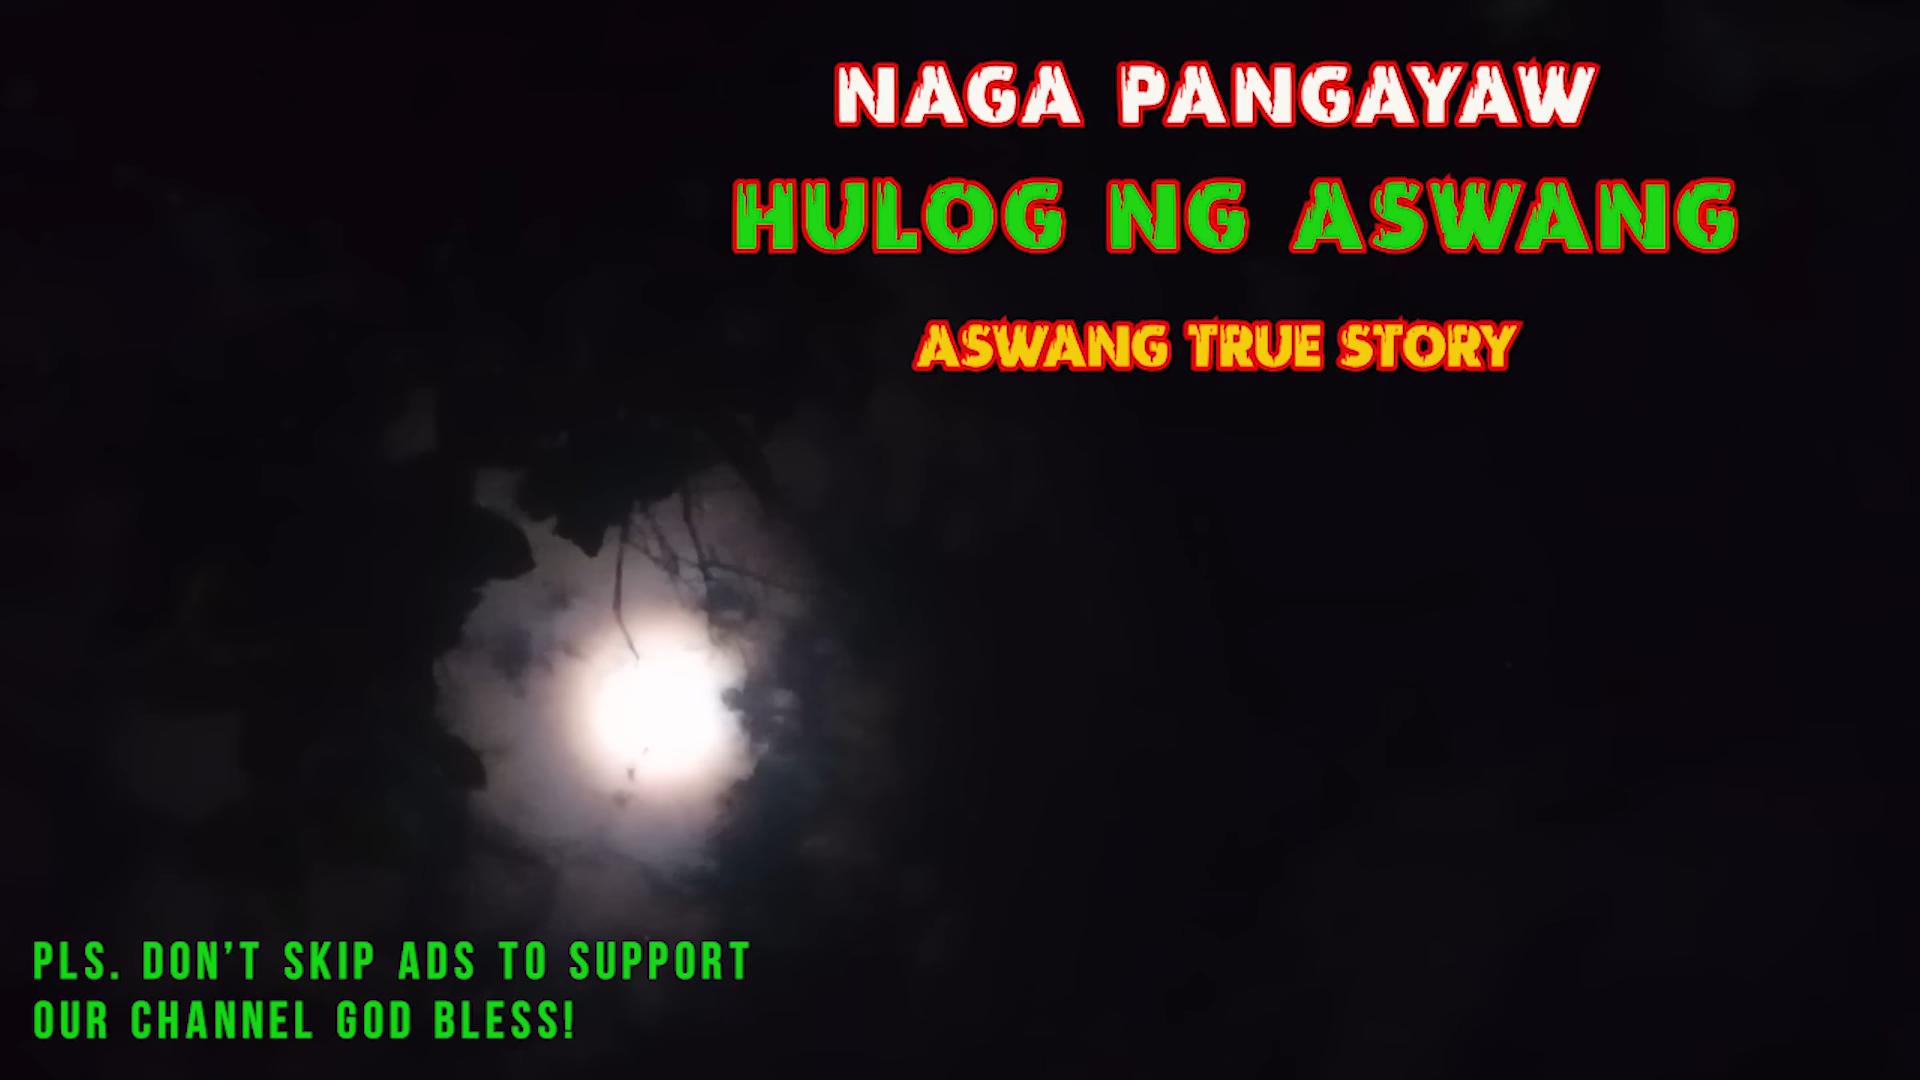 NAGA PANGAYAW
HULOG NG ASWANG
ASWANG TRUE STORY
PLS. DON'T SKIP ADS TO SUPPORT
OUR CHANNEL GOD BLESS!